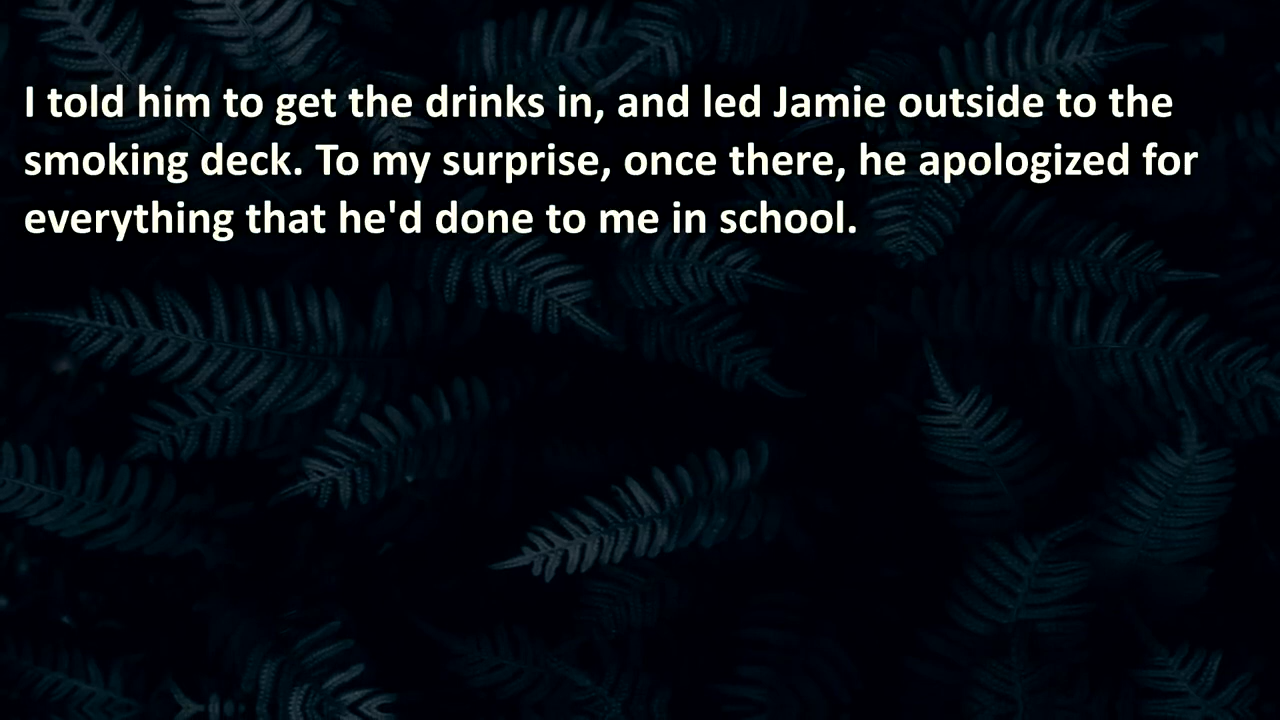 I told him to get the drinks in, and led Jamie outside to the
smoking deck. To my surprise, once there, he apologized for
everything that he'd done to me in school.